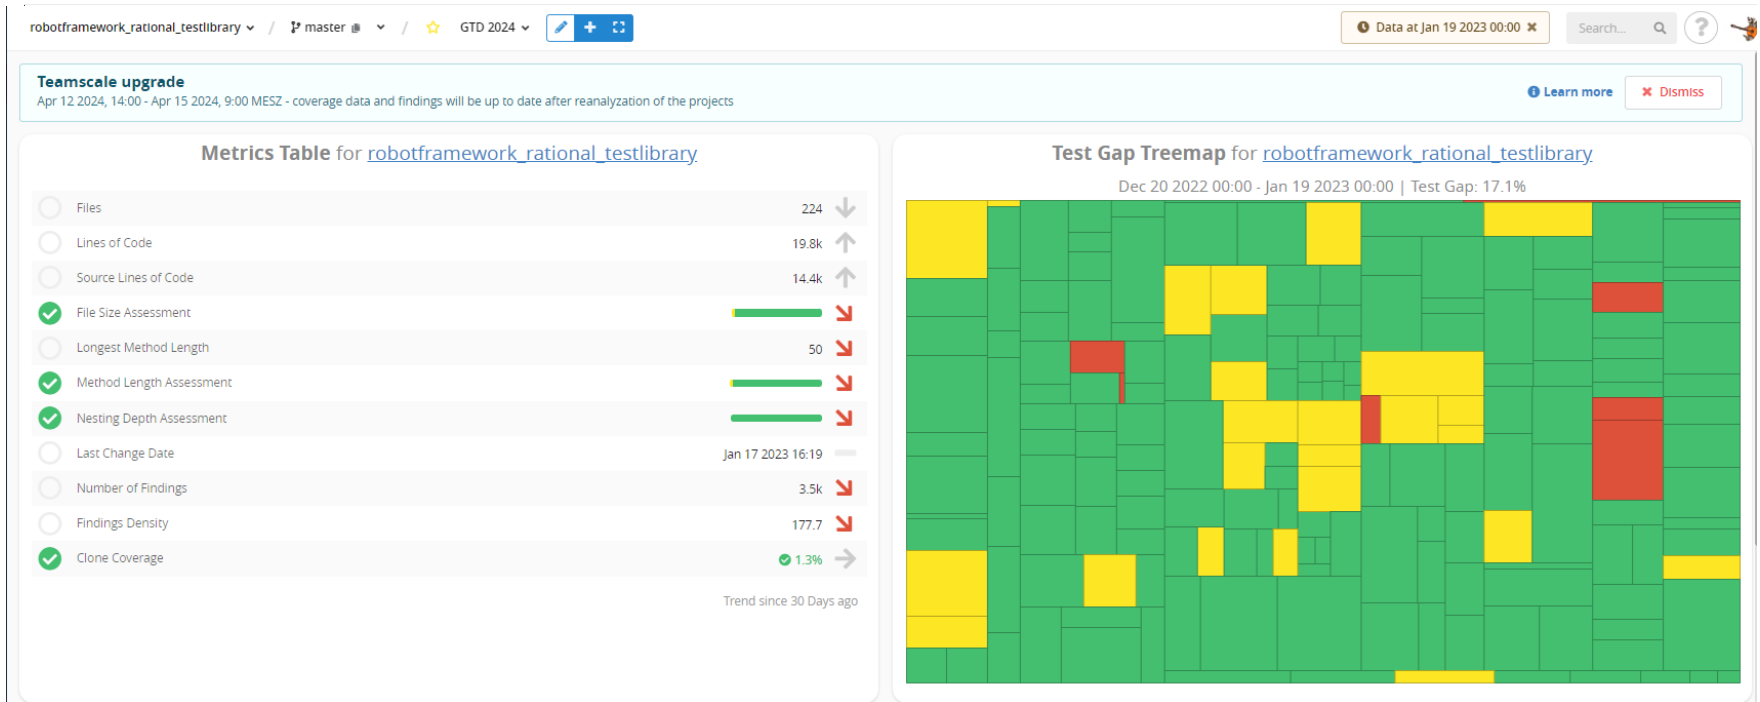 robotframework_rational_testlibrary / master / GTD 2024 Data at Jan 19 2023 00:00 Search... ?
Teamscale upgrade
Apr 12 2024, 14:00 - Apr 15 2024, 9:00 MESZ - coverage data and findings will be up to date after reanalyzation of the projects
Learn more Dismiss
Metrics Table for robotframework_rational_testlibrary
Files 224
Lines of Code 19.8k
Source Lines of Code 14.4k
File Size Assessment
Longest Method Length 50
Method Length Assessment
Nesting Depth Assessment
Last Change Date Jan 17 2023 16:19
Number of Findings 3.5k
Findings Density 177.7
Clone Coverage 1.3%
Trend since 30 Days ago
Test Gap Treemap for robotframework_rational_testlibrary
Dec 20 2022 00:00 - Jan 19 2023 00:00 | Test Gap: 17.1%